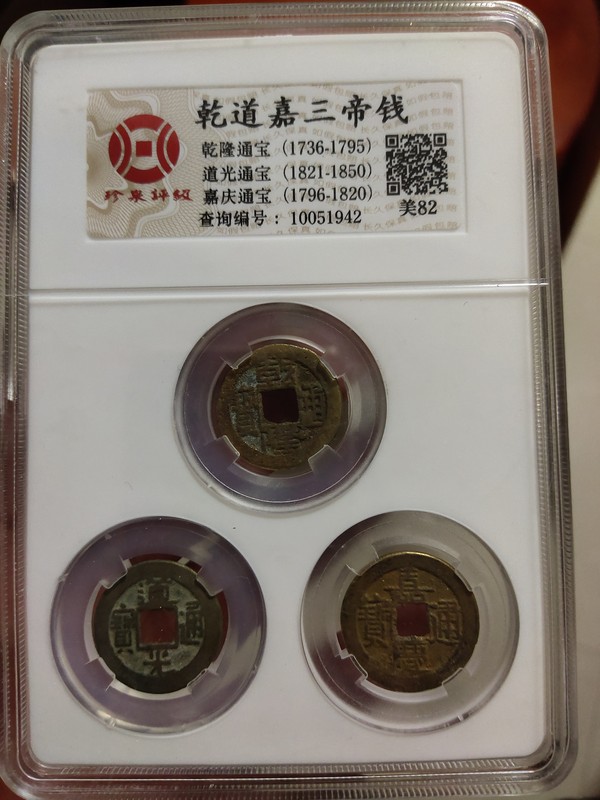 乾道嘉三帝钱
乾隆通宝（1736-1795）
道光通宝（1821-1850）
嘉庆通宝（1796-1820）
查询编号：10051942
美82
珍泉评級
乾隆通寶
道光通寶
嘉慶通寶